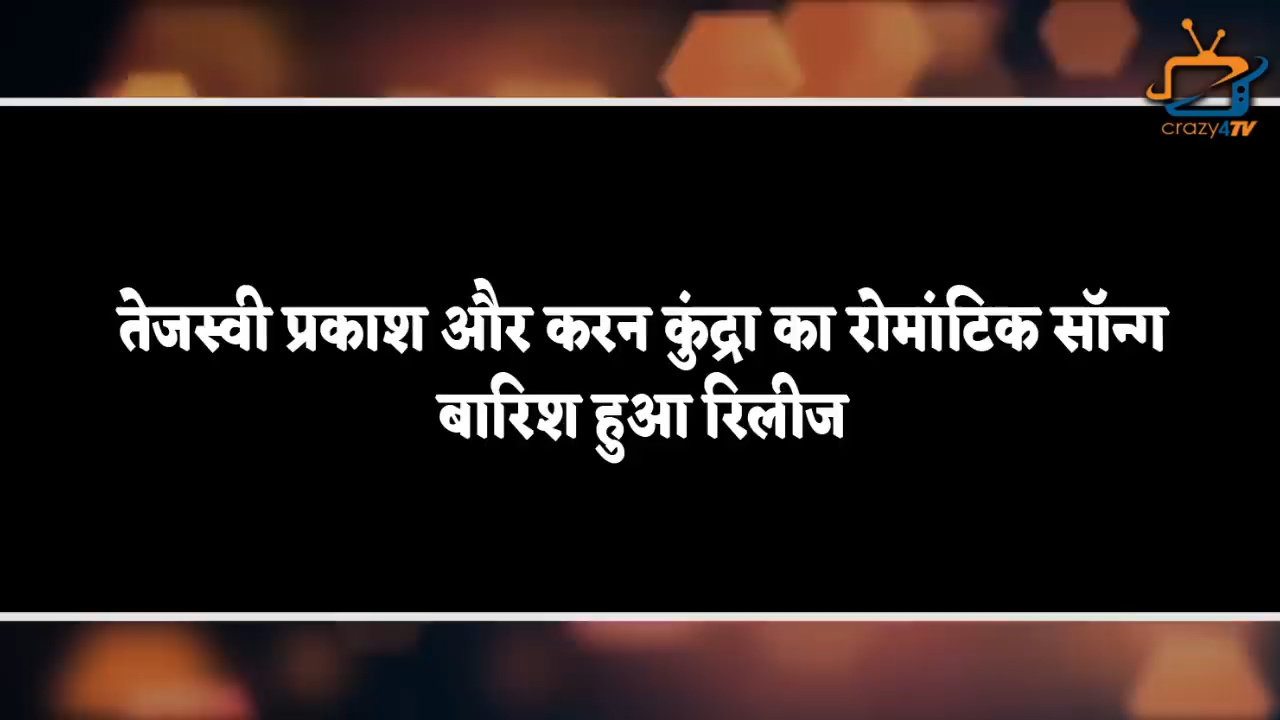 crazy4TV
तेजस्वी प्रकाश और करन कुंद्रा का रोमांटिक सॉन्ग
बारिश हुआ रिलीज